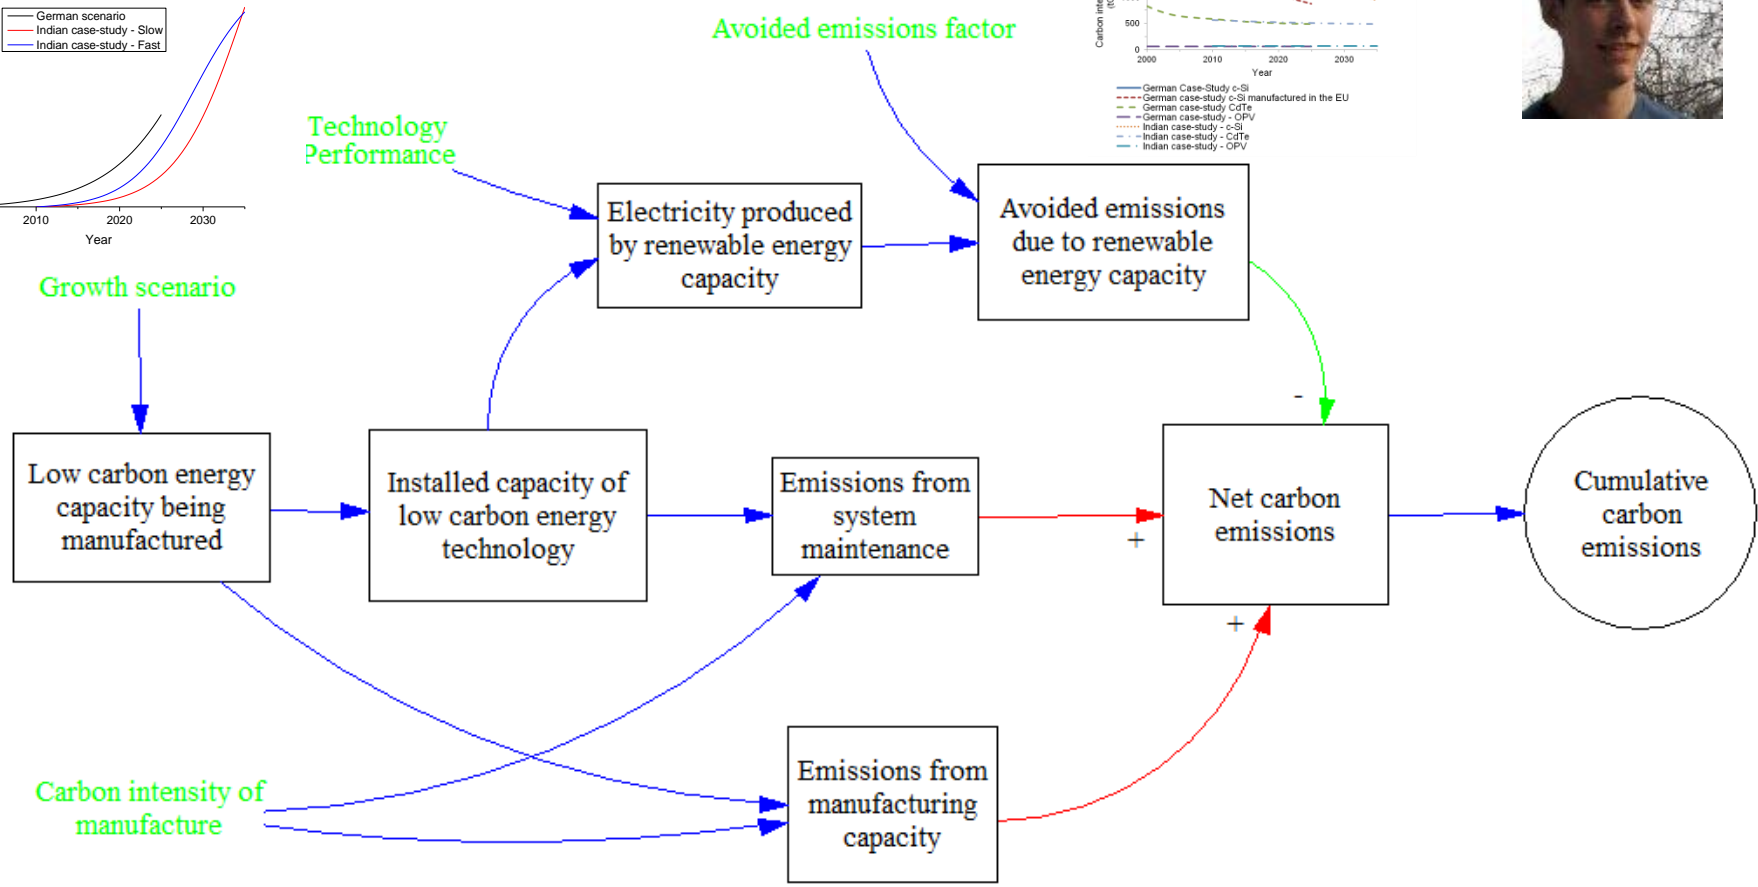 German scenario
Indian case-study - Slow
Indian case-study - Fast
2010 2020 2030
Year
Avoided emissions factor
Carbon inte
500
0
2000 2010 2020 2030
Year
German Case-Study c-Si
German case-study c-Si manufactured in the EU
German case-study CdTe
German case-study - OPV
Indian case-study - c-Si
Indian case-study - CdTe
Indian case-study - OPV
Technology
Performance
Electricity produced
by renewable energy
capacity
Avoided emissions
due to renewable
energy capacity
Growth scenario
-
Low carbon energy
capacity being
manufactured
Installed capacity of
low carbon energy
technology
Emissions from
system
maintenance
+
Net carbon
emissions
Cumulative
carbon
emissions
+
Carbon intensity of
manufacture
Emissions from
manufacturing
capacity